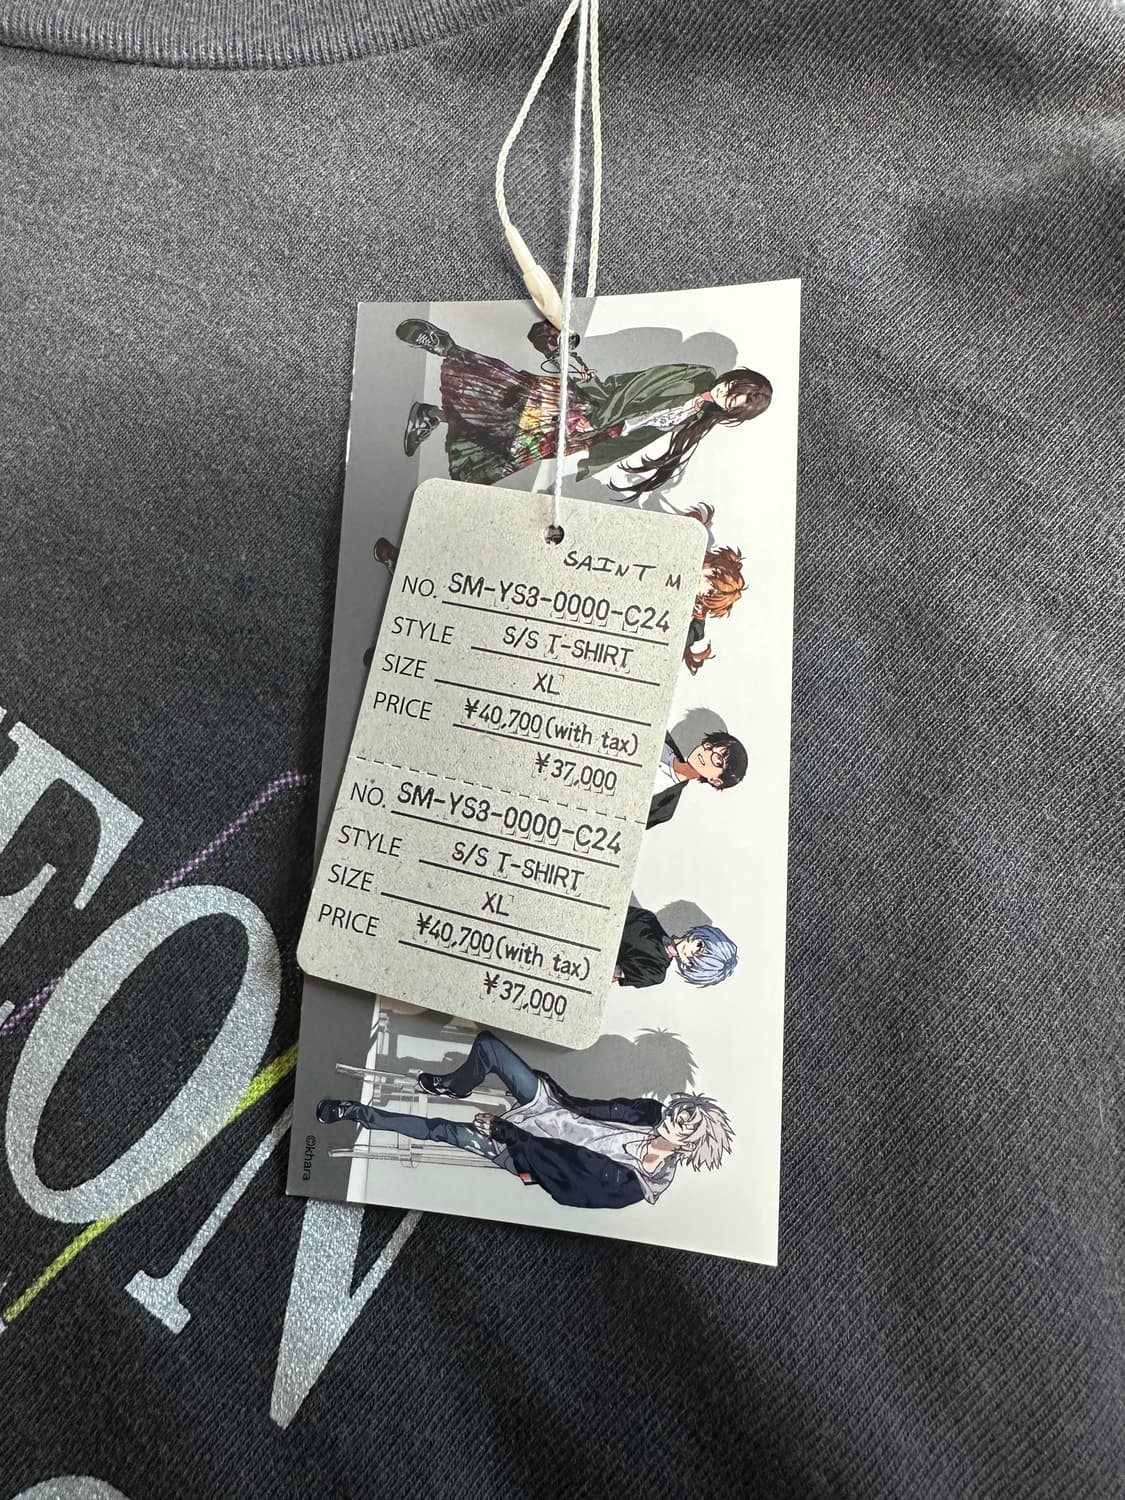 SAINT M
NO. SM-YS3-0000-C24
STYLE S/S T-SHIRT
SIZE XL
PRICE ¥40,700(with tax)
¥37,000
NO. SM-YS3-0000-C24
STYLE S/S T-SHIRT
SIZE XL
PRICE ¥40,700(with tax)
¥37,000
©khara
EON